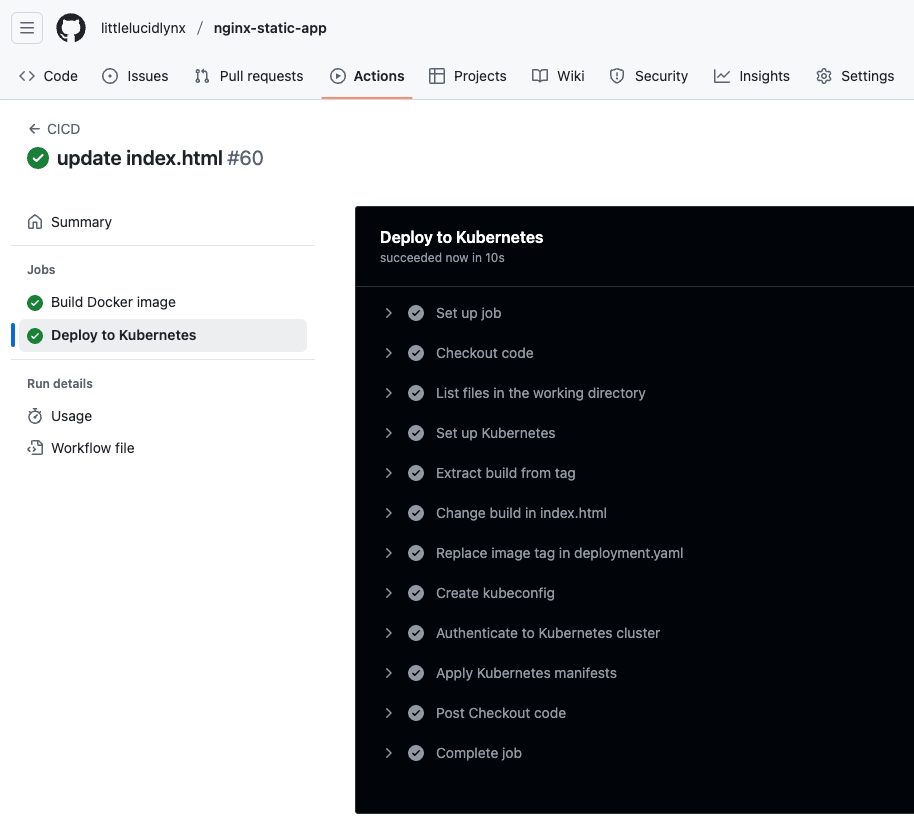 littlelucidlynx / nginx-static-app
Code Issues Pull requests Actions Projects Wiki Security Insights Settings
CICD
update index.html #60
Summary
Jobs
Build Docker image
Deploy to Kubernetes
Run details
Usage
Workflow file
Deploy to Kubernetes
succeeded now in 10s
Set up job
Checkout code
List files in the working directory
Set up Kubernetes
Extract build from tag
Change build in index.html
Replace image tag in deployment.yaml
Create kubeconfig
Authenticate to Kubernetes cluster
Apply Kubernetes manifests
Post Checkout code
Complete job